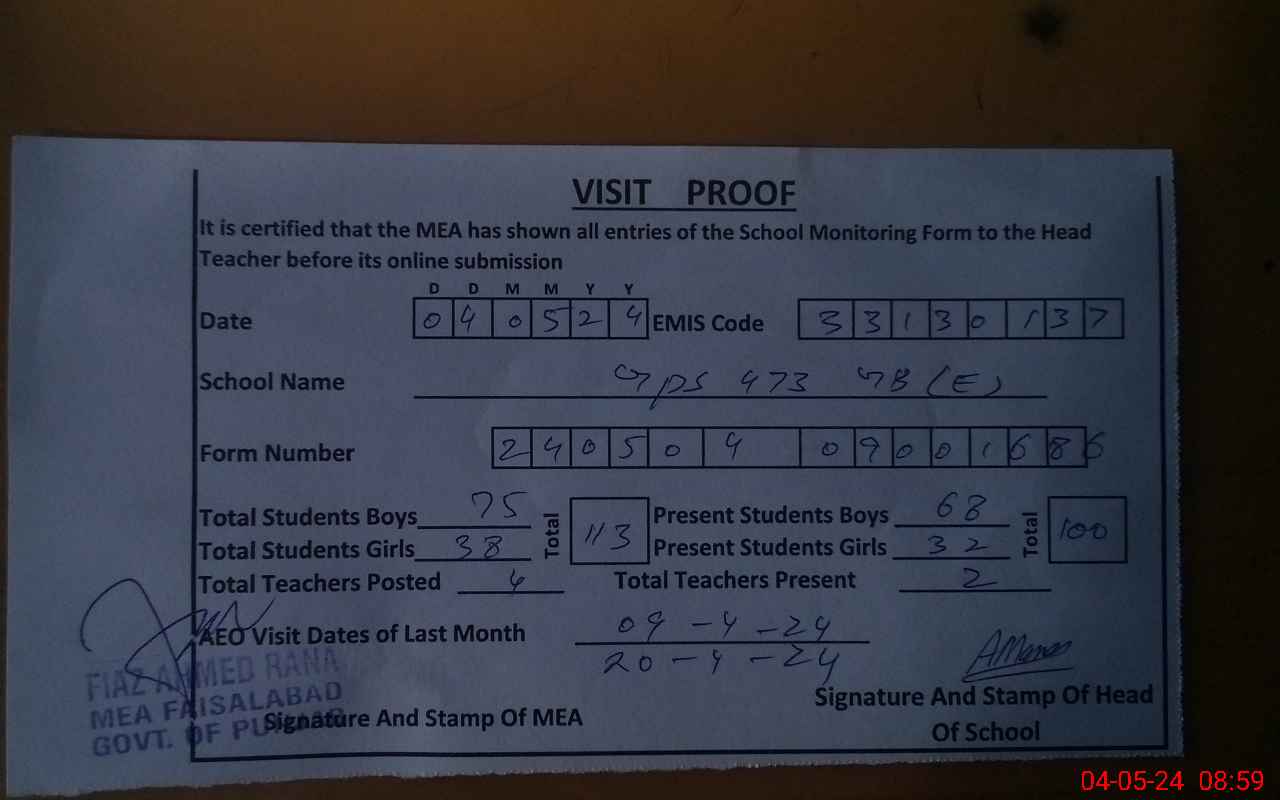 VISIT PROOF
It is certified that the MEA has shown all entries of the School Monitoring Form to the Head
Teacher before its online submission
D D M M Y Y
Date 0 4 0 5 2 4 EMIS Code 3 3 1 3 0 1 3 7
School Name GPS 473 GB (E)
Form Number 2 4 0 5 0 4 0 9 0 0 1 6 8 6
Total Students Boys 75 Total 113 Present Students Boys 68 Total 100
Total Students Girls 38 Present Students Girls 32
Total Teachers Posted 4 Total Teachers Present 2
AEO Visit Dates of Last Month 09-4-24
20-4-24
FIAZ AHMED RANA
MEA FAISALABAD
GOVT. OF PUNJAB
Signature And Stamp Of MEA
Signature And Stamp Of Head
Of School
04-05-24 08:59